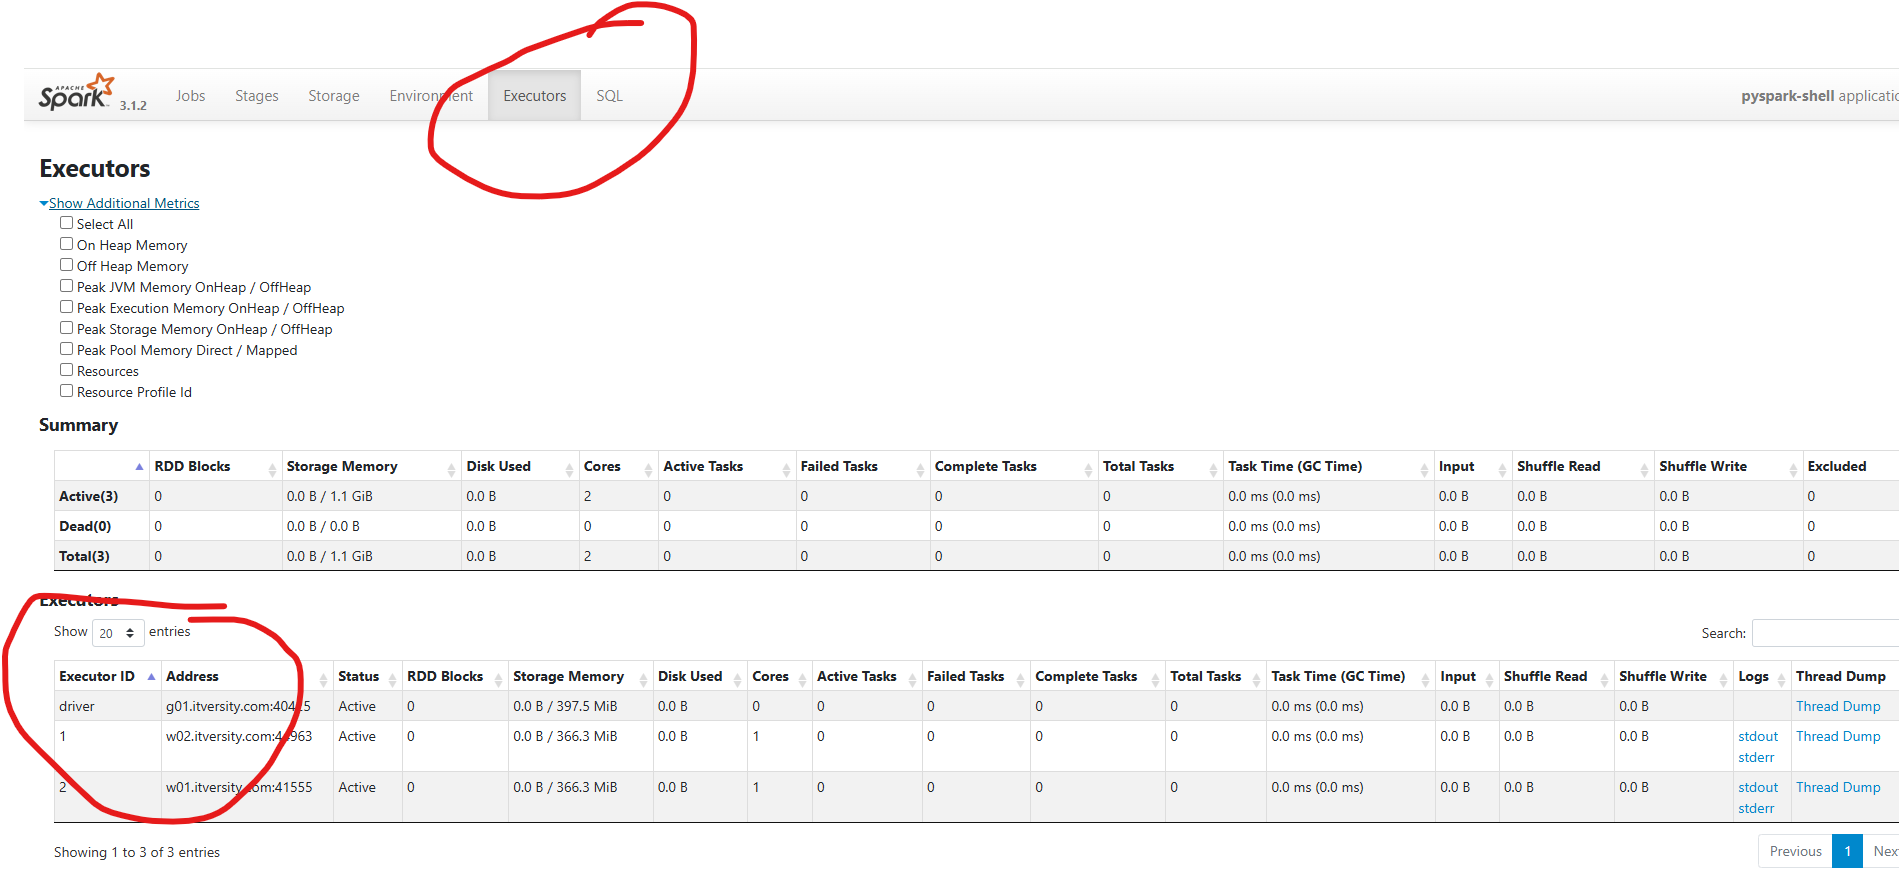 APACHE
Spark 3.1.2 Jobs Stages Storage Environment Executors SQL pyspark-shell applicatio
Executors
Show Additional Metrics
Select All
On Heap Memory
Off Heap Memory
Peak JVM Memory OnHeap / OffHeap
Peak Execution Memory OnHeap / OffHeap
Peak Storage Memory OnHeap / OffHeap
Peak Pool Memory Direct / Mapped
Resources
Resource Profile Id
Summary
RDD Blocks Storage Memory Disk Used Cores Active Tasks Failed Tasks Complete Tasks Total Tasks Task Time (GC Time) Input Shuffle Read Shuffle Write Excluded
Active(3) 0 0.0 B / 1.1 GiB 0.0 B 2 0 0 0 0 0.0 ms (0.0 ms) 0.0 B 0.0 B 0.0 B 0
Dead(0) 0 0.0 B / 0.0 B 0.0 B 0 0 0 0 0 0.0 ms (0.0 ms) 0.0 B 0.0 B 0.0 B 0
Total(3) 0 0.0 B / 1.1 GiB 0.0 B 2 0 0 0 0 0.0 ms (0.0 ms) 0.0 B 0.0 B 0.0 B 0
Executors
Show 20 entries Search:
Executor ID Address Status RDD Blocks Storage Memory Disk Used Cores Active Tasks Failed Tasks Complete Tasks Total Tasks Task Time (GC Time) Input Shuffle Read Shuffle Write Logs Thread Dump
driver Active 0 0.0 B / 397.5 MiB 0.0 B 0 0 0 0 0 0.0 ms (0.0 ms) 0.0 B 0.0 B 0.0 B Thread Dump
1 Active 0 0.0 B / 366.3 MiB 0.0 B 1 0 0 0 0 0.0 ms (0.0 ms) 0.0 B 0.0 B 0.0 B stdout Thread Dump
stderr
2 w01.itversity.com:41555 Active 0 0.0 B / 366.3 MiB 0.0 B 1 0 0 0 0 0.0 ms (0.0 ms) 0.0 B 0.0 B 0.0 B stdout Thread Dump
stderr
Showing 1 to 3 of 3 entries Previous 1 Nex